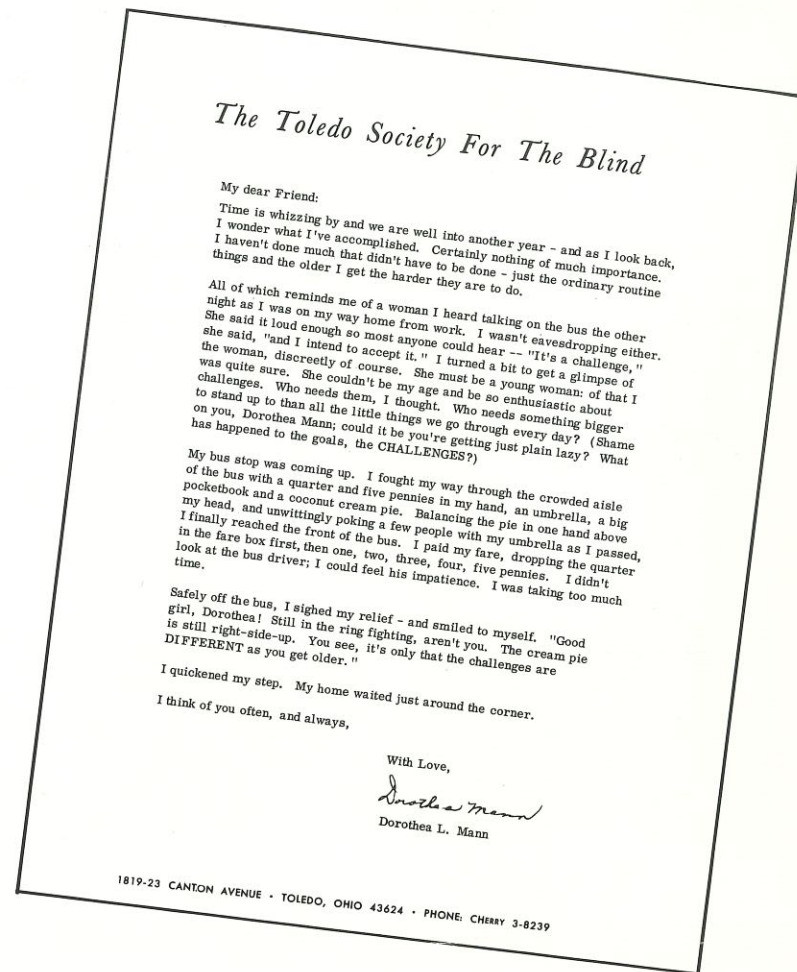 The Toledo Society For The Blind
My dear Friend:
Time is whizzing by and we are well into another year - and as I look back,
I wonder what I've accomplished. Certainly nothing of much importance.
I haven't done much that didn't have to be done - just the ordinary routine
things and the older I get the harder they are to do.
All of which reminds me of a woman I heard talking on the bus the other
night as I was on my way home from work. I wasn't eavesdropping either.
She said it loud enough so most anyone could hear -- "It's a challenge,"
she said, "and I intend to accept it." I turned a bit to get a glimpse of
the woman, discreetly of course. She must be a young woman: of that I
was quite sure. She couldn't be my age and be so enthusiastic about
challenges. Who needs them, I thought. Who needs something bigger
to stand up to than all the little things we go through every day? (Shame
on you, Dorothea Mann; could it be you're getting just plain lazy? What
has happened to the goals, the CHALLENGES?)
My bus stop was coming up. I fought my way through the crowded aisle
of the bus with a quarter and five pennies in my hand, an umbrella, a big
pocketbook and a coconut cream pie. Balancing the pie in one hand above
my head, and unwittingly poking a few people with my umbrella as I passed,
I finally reached the front of the bus. I paid my fare, dropping the quarter
in the fare box first, then one, two, three, four, five pennies. I didn't
look at the bus driver; I could feel his impatience. I was taking too much
time.
Safely off the bus, I sighed my relief - and smiled to myself. "Good
girl, Dorothea! Still in the ring fighting, aren't you. The cream pie
is still right-side-up. You see, it's only that the challenges are
DIFFERENT as you get older."
I quickened my step. My home waited just around the corner.
I think of you often, and always,
With Love,
Dorothea Mann
Dorothea L. Mann
1819-23 CANTON AVENUE • TOLEDO, OHIO 43624 • PHONE: CHERRY 3-8239